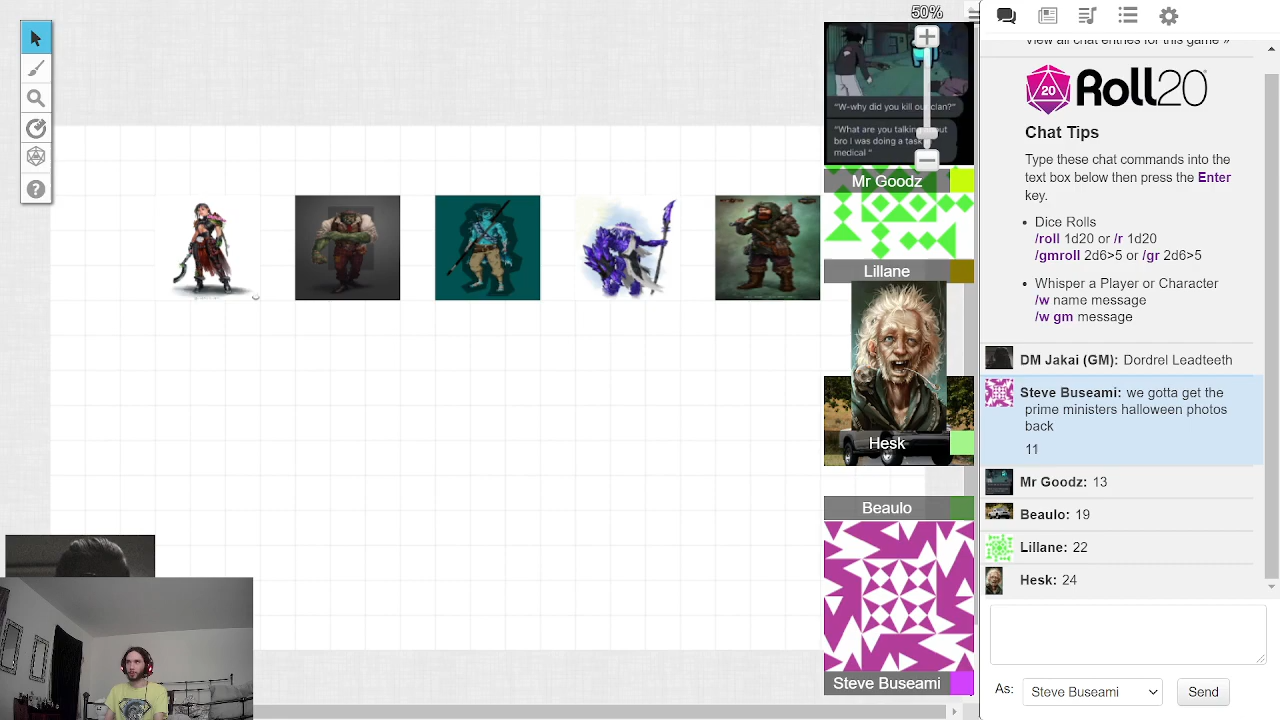 50%
"W-why did you kill our clan?"
"What are you talking about
bro I was doing a task
medical "
Mr Goodz
Lillane
Hesk
Beaulo
Steve Buseami
View all chat entries for this game »
20
Roll20
Chat Tips
Type these chat commands into the
text box below then press the Enter
key.
• Dice Rolls
/roll 1d20 or /r 1d20
/gmroll 2d6>5 or /gr 2d6>5
• Whisper a Player or Character
/w name message
/w gm message
DM Jakai (GM): Dordrel Leadteeth
Steve Buseami: we gotta get the
prime ministers halloween photos
back
11
Mr Goodz: 13
Beaulo: 19
Lillane: 22
Hesk: 24
As:
Steve Buseami
Send